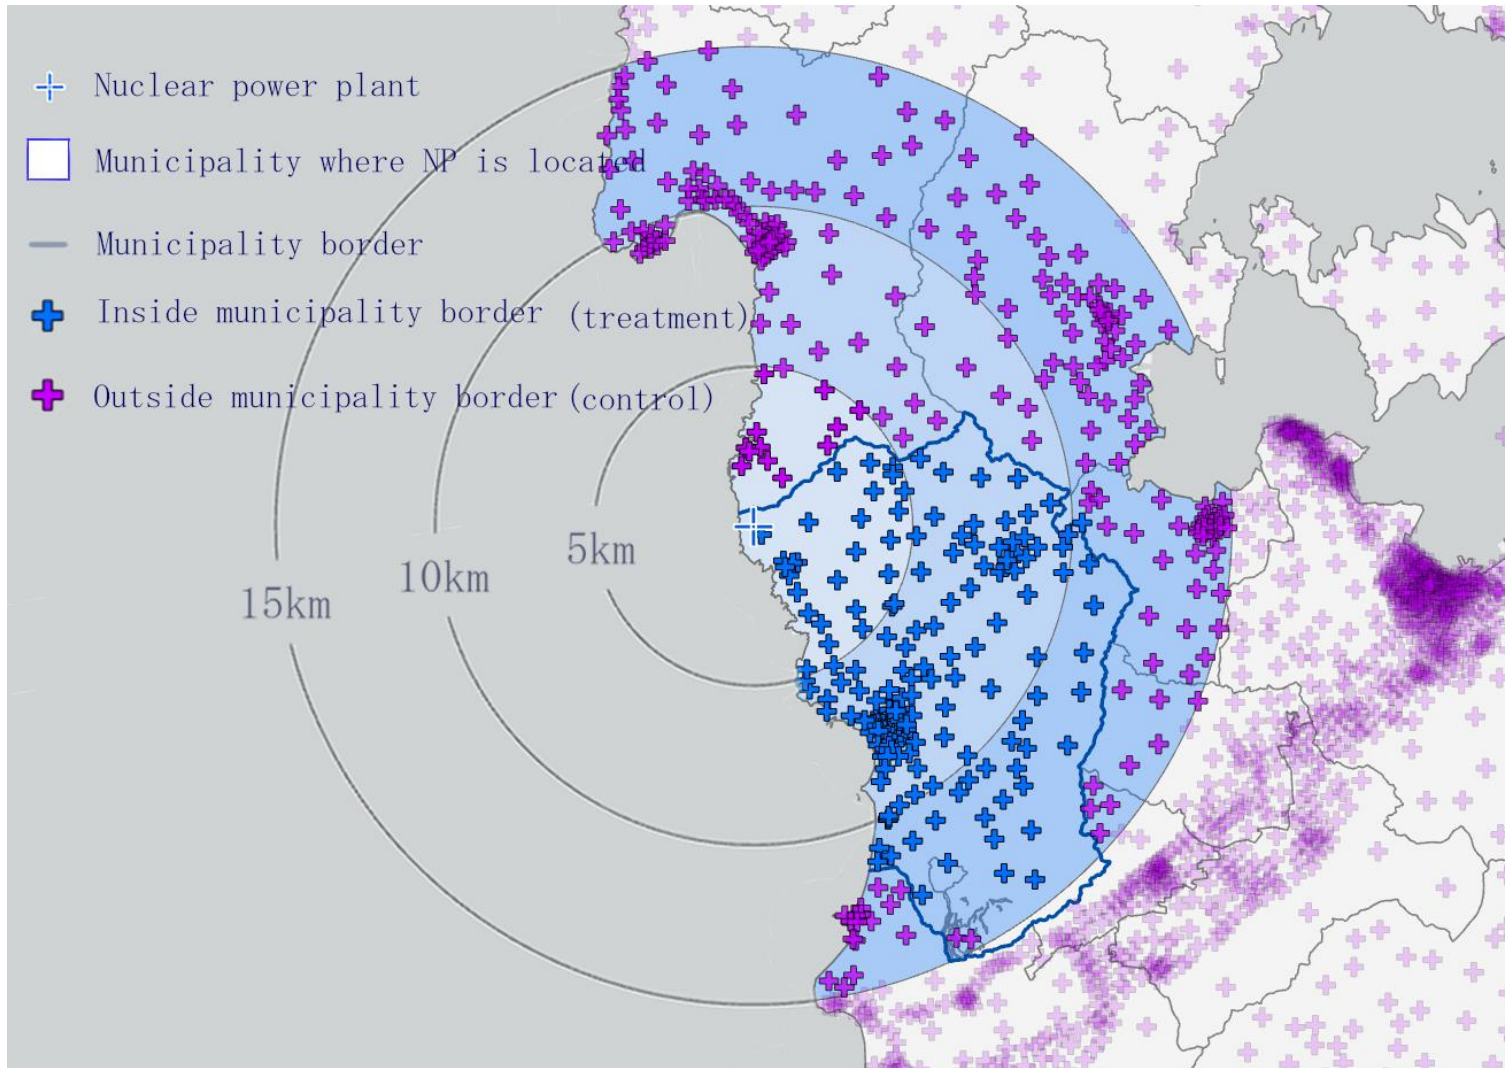 Nuclear power plant
Municipality where NP is located
Municipality border
Inside municipality border (treatment)
Outside municipality border (control)
5km
10km
15km